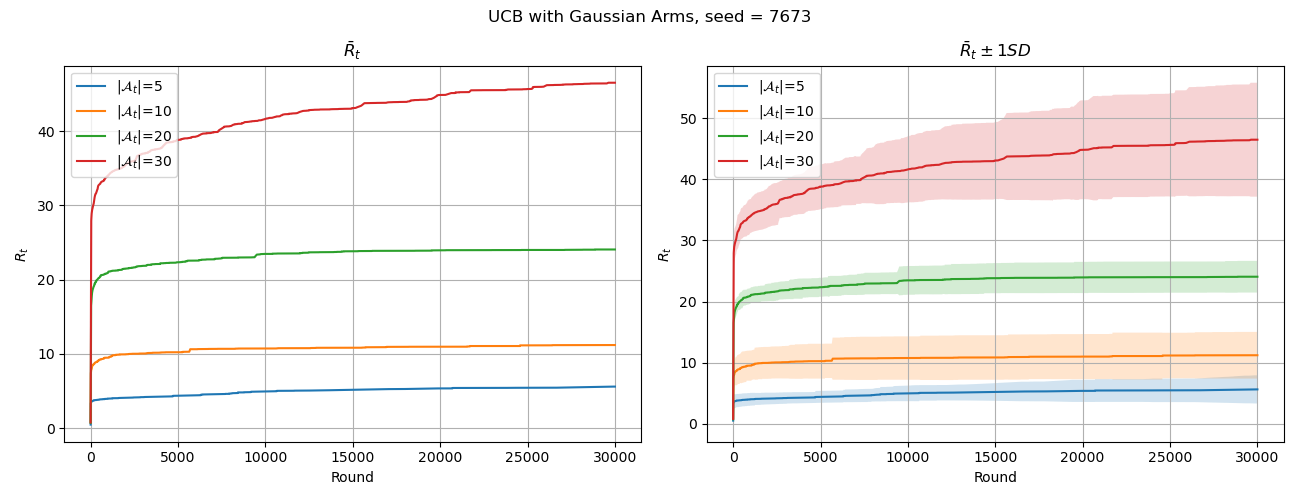 UCB with Gaussian Arms, seed = 7673
R̄ₜ
Rₜ
40
30
20
10
0
|𝒜ₜ|=5
|𝒜ₜ|=10
|𝒜ₜ|=20
|𝒜ₜ|=30
0 5000 10000 15000 20000 25000 30000
Round
R̄ₜ ± 1SD
Rₜ
50
40
30
20
10
0
|𝒜ₜ|=5
|𝒜ₜ|=10
|𝒜ₜ|=20
|𝒜ₜ|=30
0 5000 10000 15000 20000 25000 30000
Round